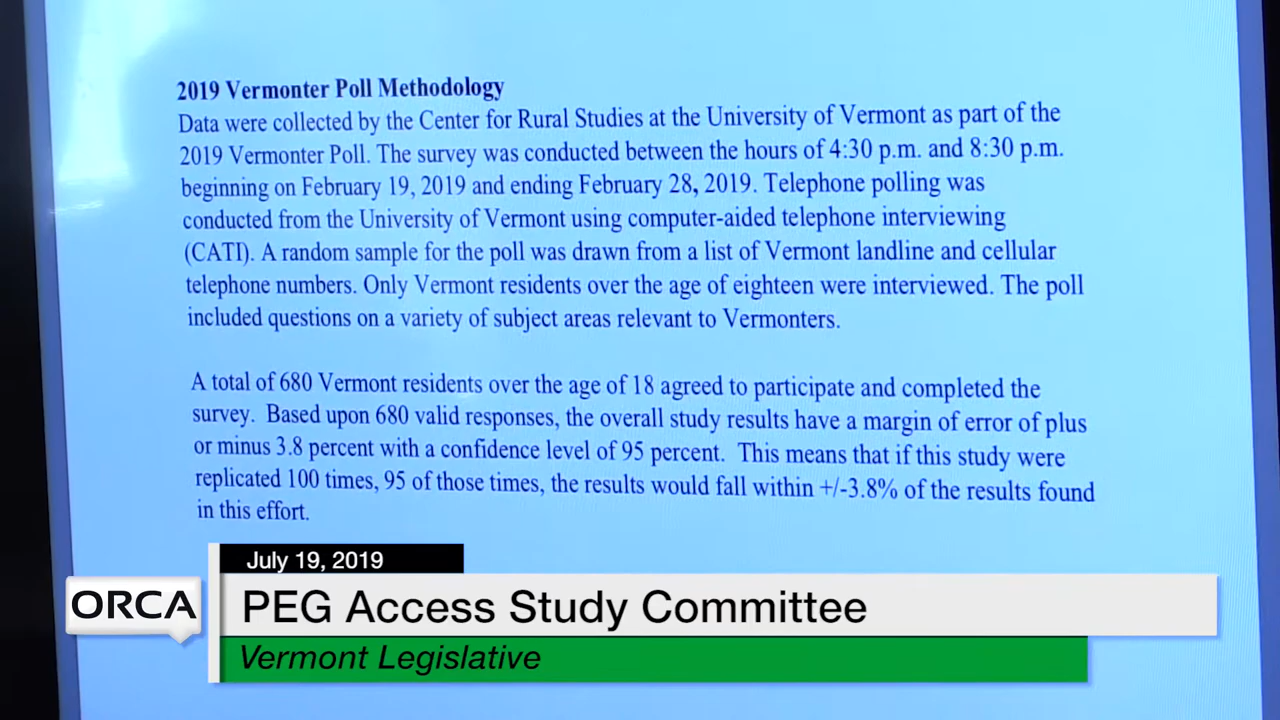 2019 Vermonter Poll Methodology
Data were collected by the Center for Rural Studies at the University of Vermont as part of the
2019 Vermonter Poll. The survey was conducted between the hours of 4:30 p.m. and 8:30 p.m.
beginning on February 19, 2019 and ending February 28, 2019. Telephone polling was
conducted from the University of Vermont using computer-aided telephone interviewing
(CATI). A random sample for the poll was drawn from a list of Vermont landline and cellular
telephone numbers. Only Vermont residents over the age of eighteen were interviewed. The poll
included questions on a variety of subject areas relevant to Vermonters.
A total of 680 Vermont residents over the age of 18 agreed to participate and completed the
survey. Based upon 680 valid responses, the overall study results have a margin of error of plus
or minus 3.8 percent with a confidence level of 95 percent. This means that if this study were
replicated 100 times, 95 of those times, the results would fall within +/-3.8% of the results found
in this effort.
July 19, 2019
ORCA
PEG Access Study Committee
Vermont Legislative